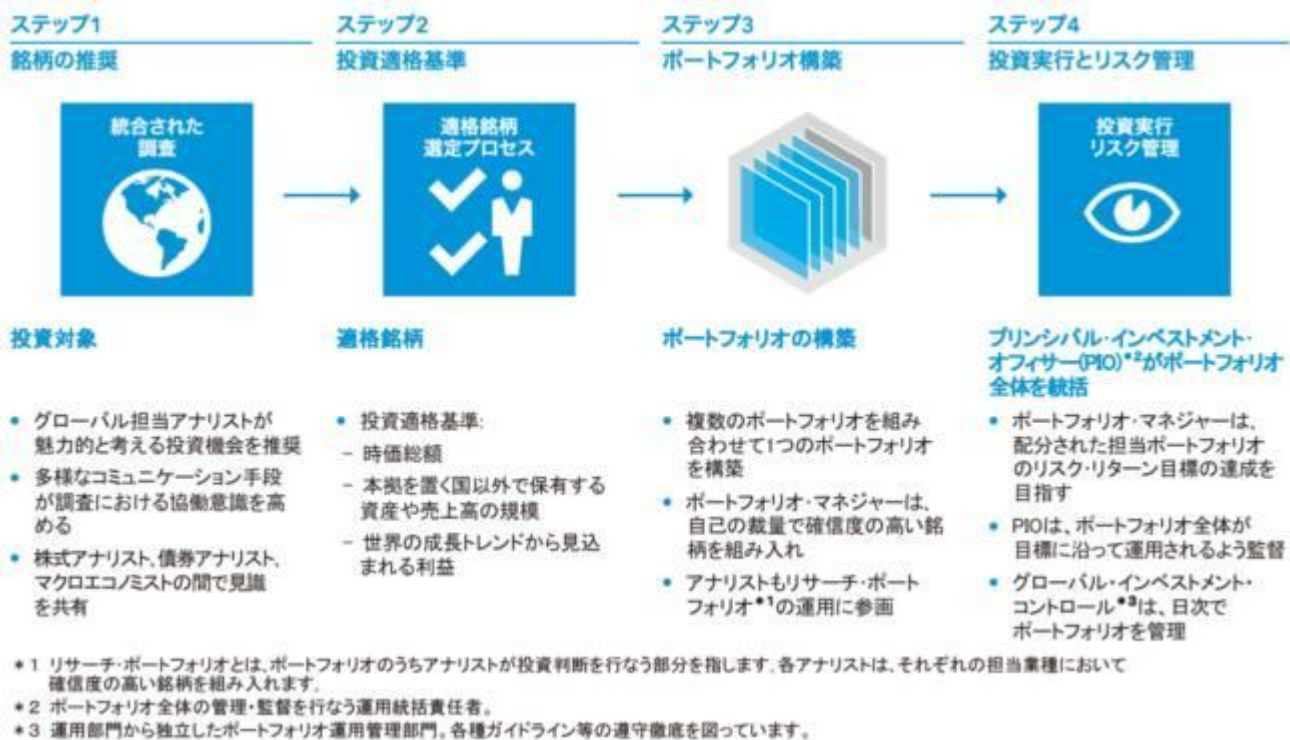 ステップ1
銘柄の推奨
統合された
調査
投資対象
• グローバル担当アナリストが
魅力的と考える投資機会を推奨
• 多様なコミュニケーション手段
が調査における協働意識を高
める
• 株式アナリスト、債券アナリスト、
マクロエコノミストの間で見識
を共有
ステップ2
投資適格基準
適格銘柄
選定プロセス
適格銘柄
• 投資適格基準:
− 時価総額
− 本拠を置く国以外で保有する
資産や売上高の規模
− 世界の成長トレンドから見込
まれる利益
ステップ3
ポートフォリオ構築
ポートフォリオの構築
• 複数のポートフォリオを組み
合わせて1つのポートフォリオ
を構築
• ポートフォリオ・マネジャーは、
自己の裁量で確信度の高い銘
柄を組み入れ
• アナリストもリサーチ・ポート
フォリオ*1の運用に参画
ステップ4
投資実行とリスク管理
投資実行
リスク管理
プリンシパル・インベストメント・
オフィサー(PIO)*2がポートフォリオ
全体を統括
• ポートフォリオ・マネジャーは、
配分された担当ポートフォリオ
のリスク・リターン目標の達成を
目指す
• PIOは、ポートフォリオ全体が
目標に沿って運用されるよう監督
• グローバル・インベストメント・
コントロール*3は、日次で
ポートフォリオを管理
*1 リサーチ・ポートフォリオとは、ポートフォリオのうちアナリストが投資判断を行なう部分を指します。各アナリストは、それぞれの担当業種において
確信度の高い銘柄を組み入れます。
*2 ポートフォリオ全体の管理・監督を行なう運用統括責任者。
*3 運用部門から独立したポートフォリオ運用管理部門。各種ガイドライン等の遵守徹底を図っています。